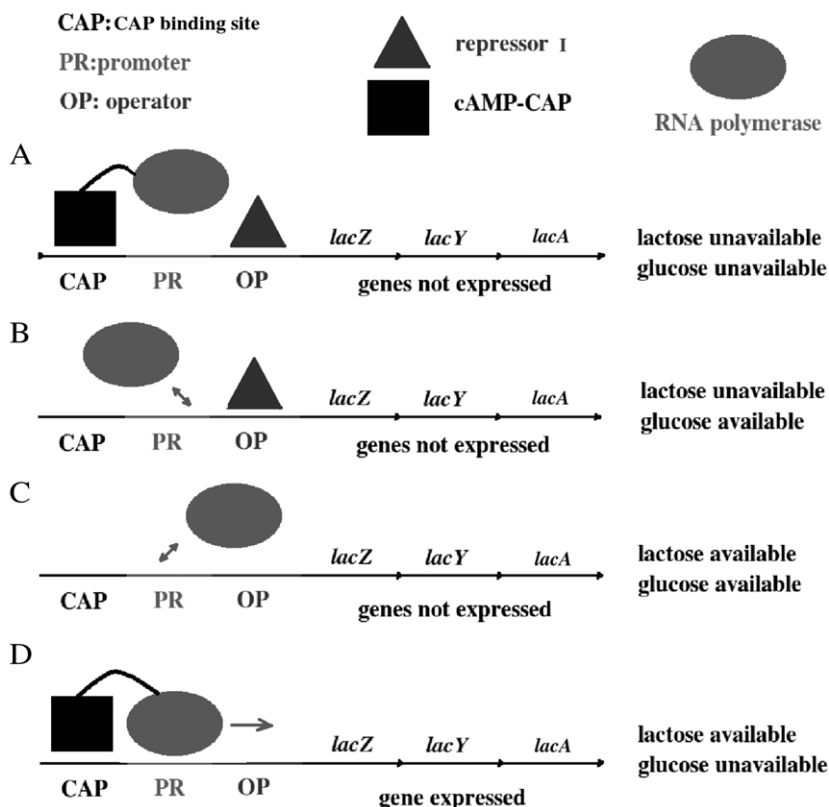 CAP: CAP binding site
PR:promoter
OP: operator
repressor I
cAMP-CAP
RNA polymerase
A
lacZ lacY lacA
CAP PR OP
genes not expressed
lactose unavailable
glucose unavailable
B
lacZ lacY lacA
CAP PR OP
genes not expressed
lactose unavailable
glucose available
C
lacZ lacY lacA
CAP PR OP
genes not expressed
lactose available
glucose available
D
lacZ lacY lacA
CAP PR OP
gene expressed
lactose available
glucose unavailable